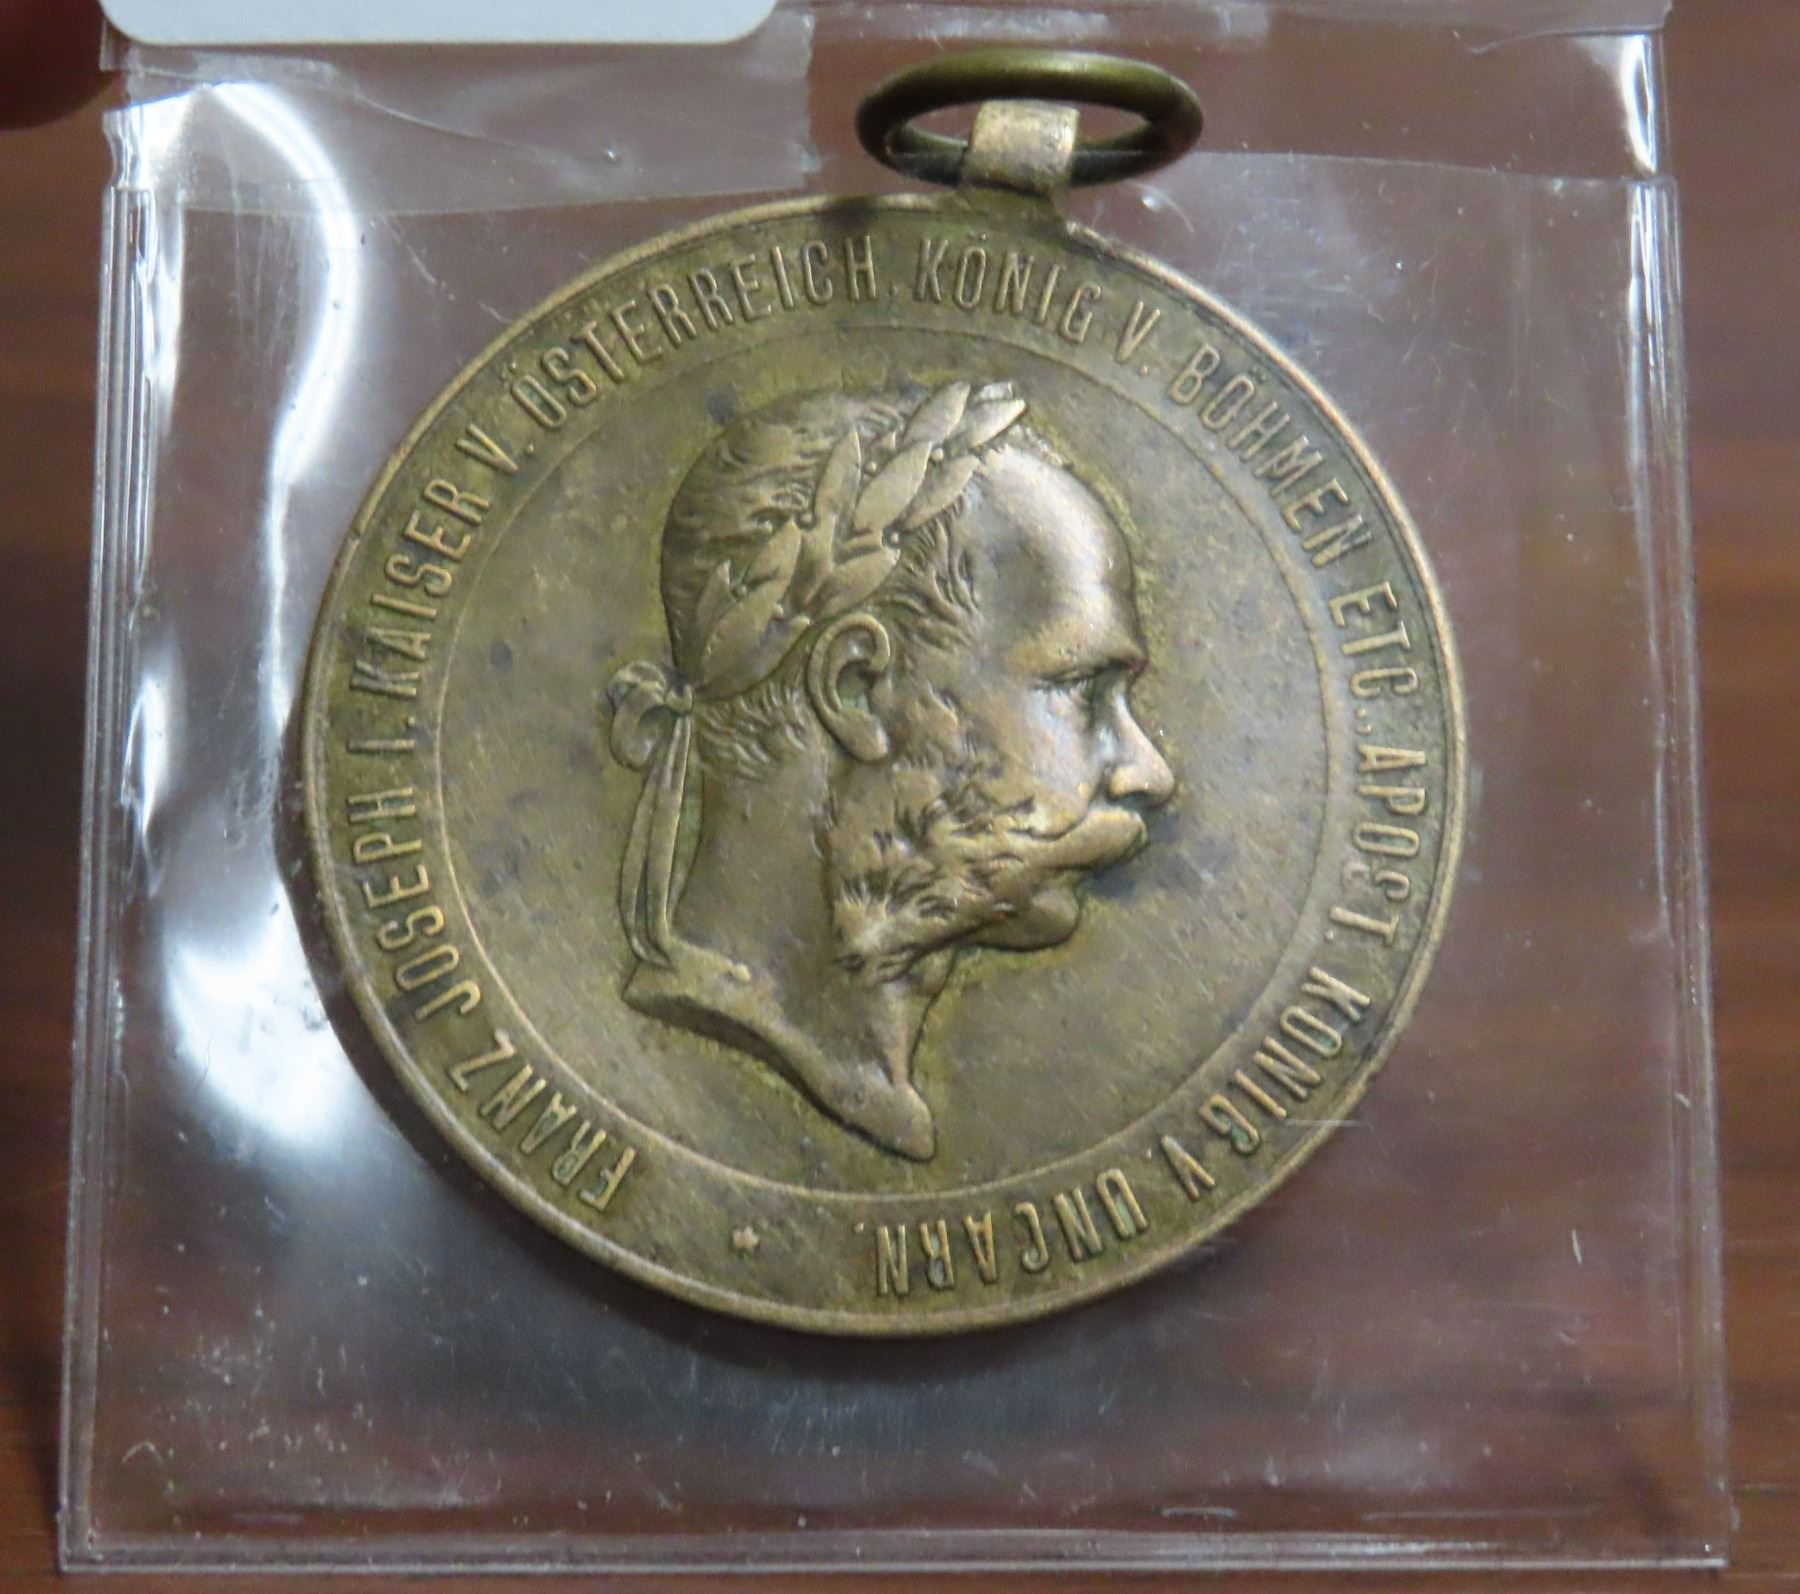 FRANZ JOSEPH I. KAISER V. ÖSTERREICH, KÖNIG V. BÖHMEN ETC., APOST. KÖNIG V. UNGARN.